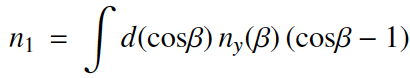 n₁ = ∫ d(cosβ) n_y(β) (cosβ − 1)